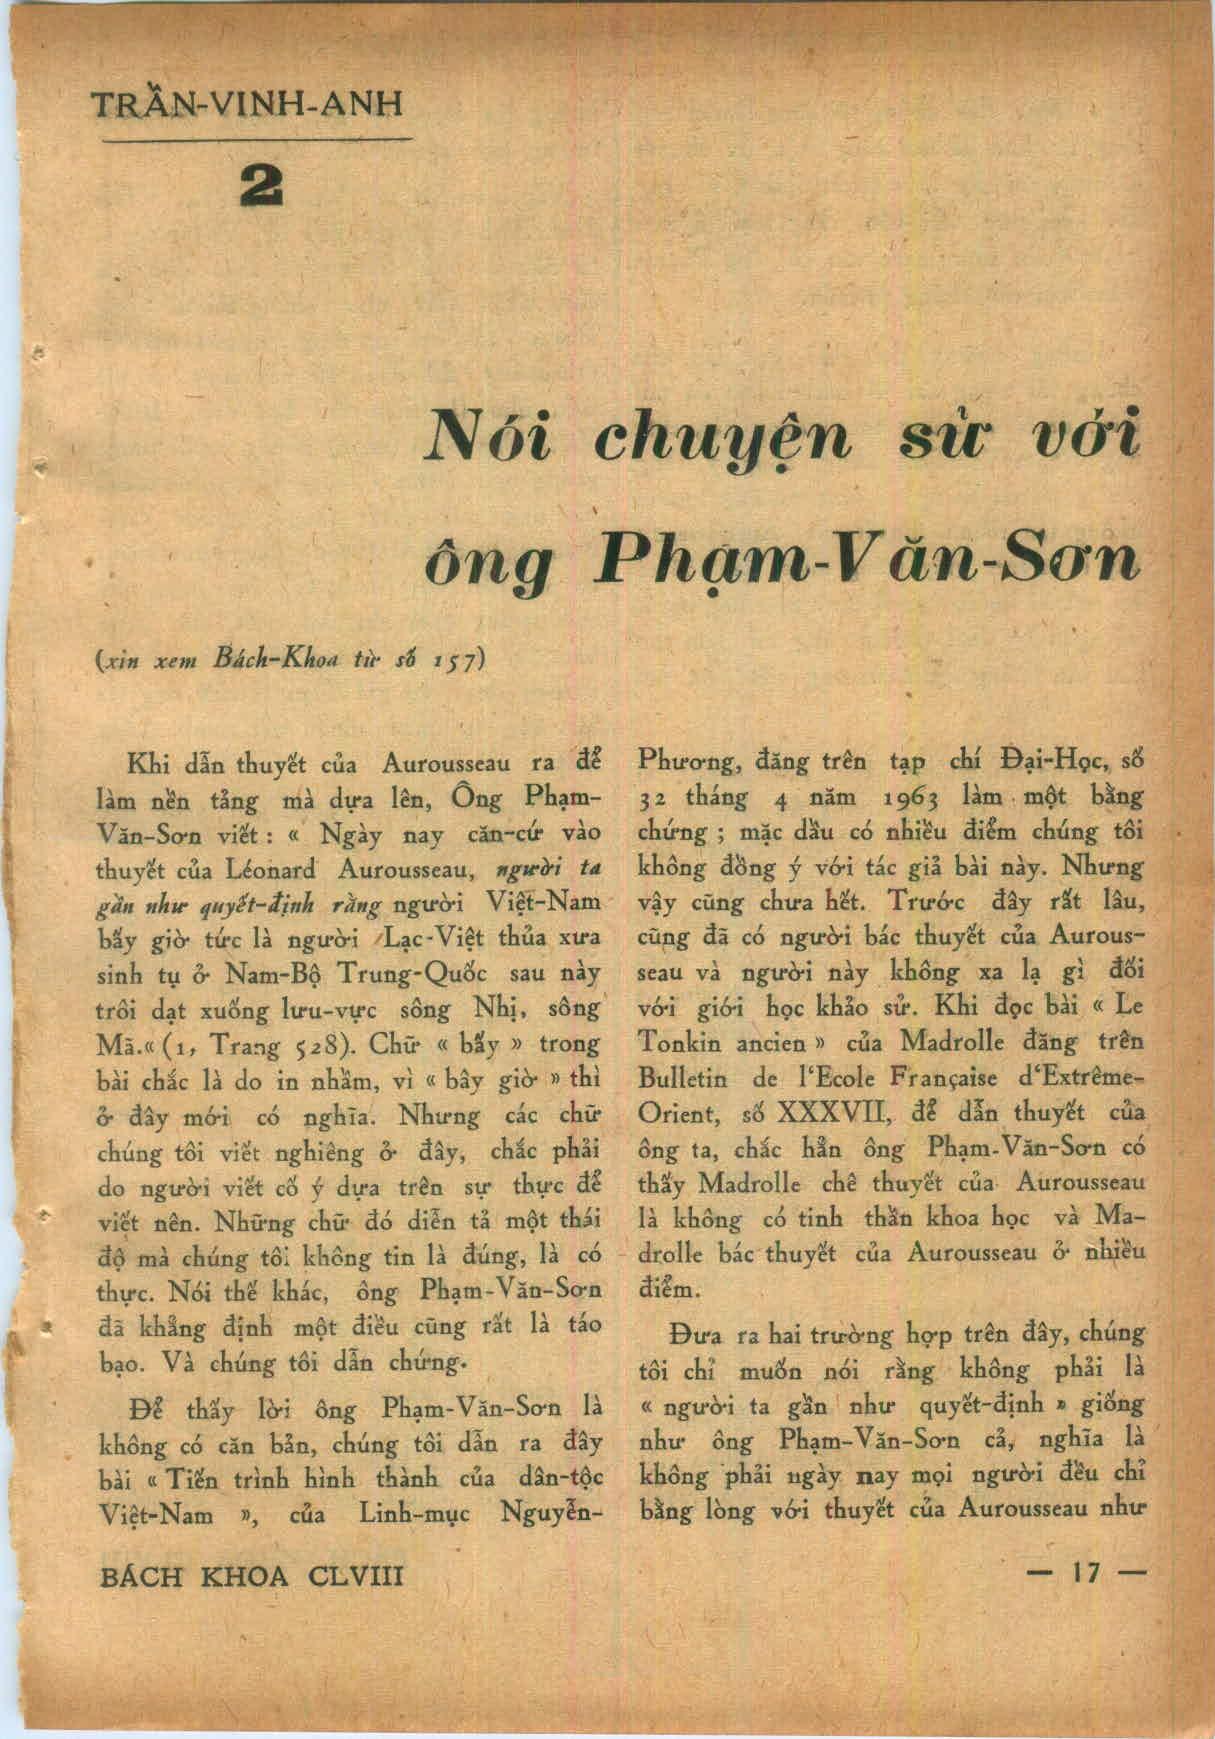 TRẦN-VINH-ANH
2
Nói chuyện sử với
ông Phạm-Văn-Sơn
(xin xem Bách-Khoa từ số 157)
Khi dẫn thuyết của Aurousseau ra để
làm nền tảng mà dựa lên, Ông Phạm-
Văn-Sơn viết : « Ngày nay căn-cứ vào
thuyết của Léonard Aurousseau, người ta
gần như quyết-định rằng người Việt-Nam
bấy giờ tức là người Lạc-Việt thủa xưa
sinh tụ ở Nam-Bộ Trung-Quốc sau này
trôi dạt xuống lưu-vực sông Nhị, sông
Mã.« (1, Trang 528). Chữ « bấy » trong
bài chắc là do in nhầm, vì « bây giờ » thì
ở đây mới có nghĩa. Nhưng các chữ
chúng tôi viết nghiêng ở đây, chắc phải
do người viết cố ý dựa trên sự thực để
viết nên. Những chữ đó diễn tả một thái
độ mà chúng tôi không tin là đúng, là có
thực. Nói thế khác, ông Phạm-Văn-Sơn
đã khẳng định một điều cũng rất là táo
bạo. Và chúng tôi dẫn chứng.
Để thấy lời ông Phạm-Văn-Sơn là
không có căn bản, chúng tôi dẫn ra đây
bài « Tiến trình hình thành của dân-tộc
Việt-Nam », của Linh-mục Nguyễn-
Phương, đăng trên tạp chí Đại-Học, số
32 tháng 4 năm 1963 làm một bằng
chứng ; mặc dầu có nhiều điểm chúng tôi
không đồng ý với tác giả bài này. Nhưng
vậy cũng chưa hết. Trước đây rất lâu,
cũng đã có người bác thuyết của Aurous-
seau và người này không xa lạ gì đối
với giới học khảo sử. Khi đọc bài « Le
Tonkin ancien » của Madrolle đăng trên
Bulletin de l‘Ecole Française d‘Extrême-
Orient, số XXXVII, để dẫn thuyết của
ông ta, chắc hẳn ông Phạm-Văn-Sơn có
thấy Madrolle chê thuyết của Aurousseau
là không có tinh thần khoa học và Ma-
drolle bác thuyết của Aurousseau ở nhiều
điểm.
Đưa ra hai trường hợp trên đây, chúng
tôi chỉ muốn nói rằng không phải là
« người ta gần như quyết-định » giống
như ông Phạm-Văn-Sơn cả, nghĩa là
không phải ngày nay mọi người đều chỉ
bằng lòng với thuyết của Aurousseau như
BÁCH KHOA CLVIII
— 17 —